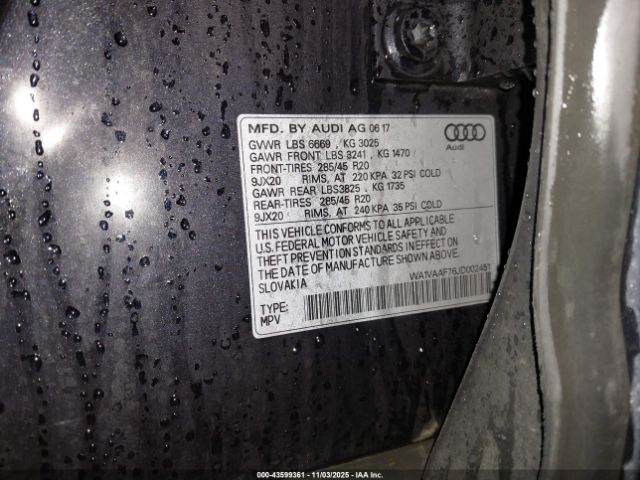 MFD. BY AUDI AG 06 17
GVWR LBS 6669 , KG 3025
GAWR FRONT LBS 3241 , KG 1470
FRONT-TIRES 285/45 R20
9JX20 RIMS, AT 220 KPA 32 PSI COLD
GAWR REAR LBS3825 , KG 1735
REAR-TIRES 285/45 R20
9JX20 RIMS, AT 240 KPA 35 PSI COLD
Audi
THIS VEHICLE CONFORMS TO ALL APPLICABLE
U.S. FEDERAL MOTOR VEHICLE SAFETY AND
THEFT PREVENTION STANDARDS IN EFFECT ON
THE DATE OF MANUFACTURE SHOWN ABOVE.
SLOVAKIA
WA1VAAF76JD002451
TYPE:
MPV
000-43599361 - 11/03/2025 - IAAI.COM